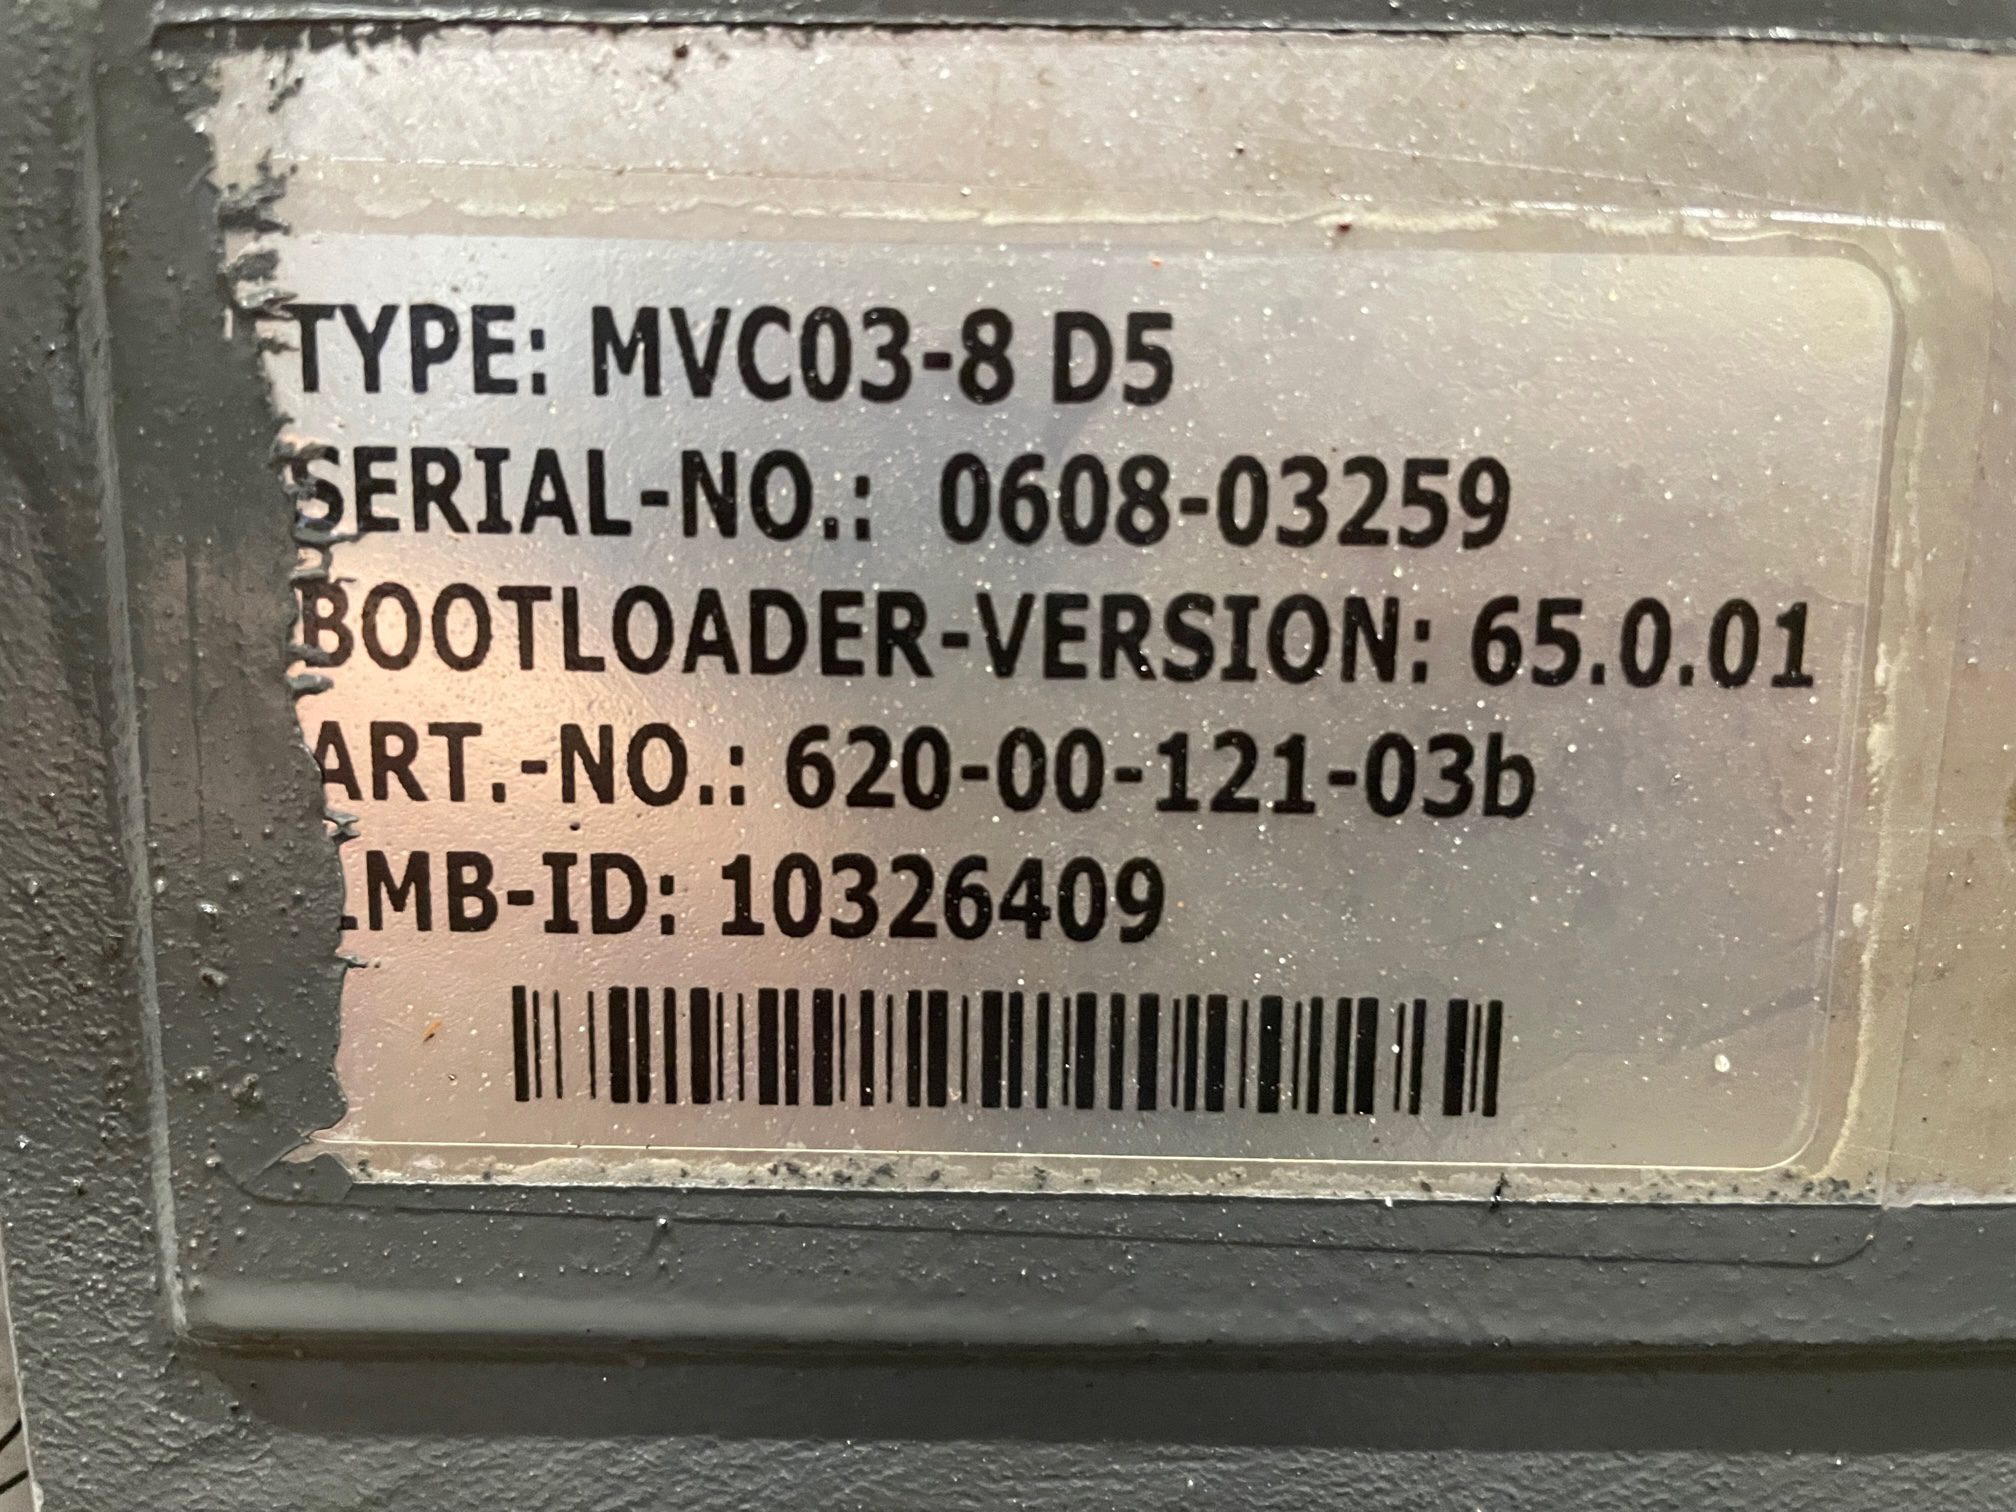 TYPE: MVC03-8 D5
SERIAL-NO.: 0608-03259
BOOTLOADER-VERSION: 65.0.01
ART.-NO.: 620-00-121-03b
LMB-ID: 10326409